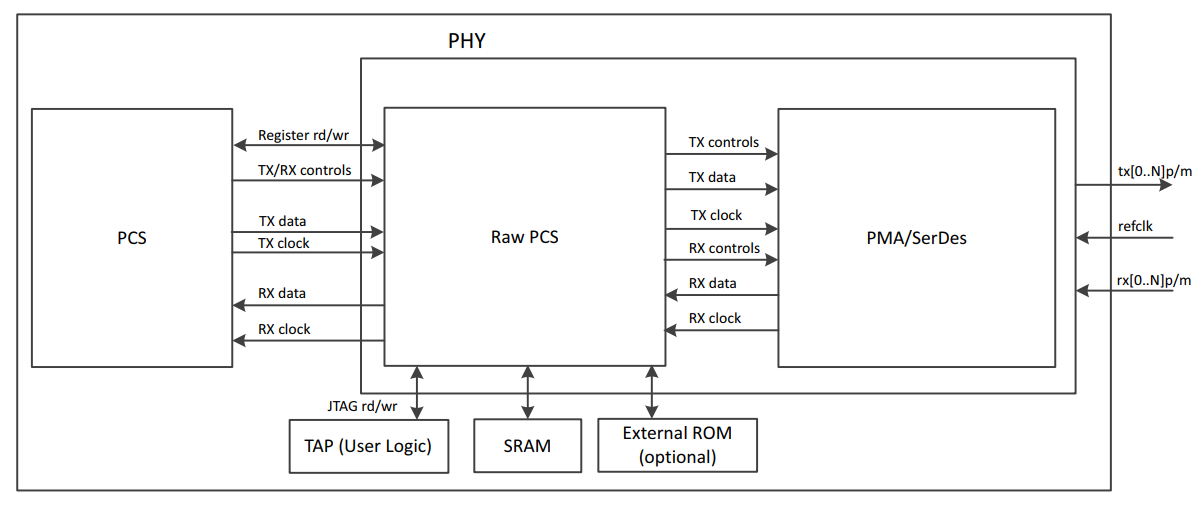 PHY
PCS
Register rd/wr
TX/RX controls
TX data
TX clock
RX data
RX clock
Raw PCS
TX controls
TX data
TX clock
RX controls
RX data
RX clock
PMA/SerDes
tx[0..N]p/m
refclk
rx[0..N]p/m
JTAG rd/wr
TAP (User Logic)
SRAM
External ROM
(optional)